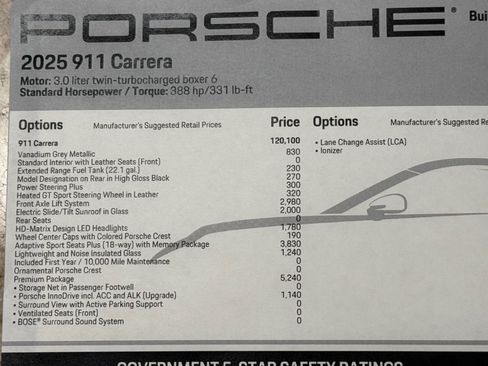 PORSCHE
2025 911 Carrera
Motor: 3.0 liter twin-turbocharged boxer 6
Standard Horsepower / Torque: 388 hp/331 lb-ft
Options Manufacturer's Suggested Retail Prices Price
911 Carrera 120,100
Vanadium Grey Metallic 830
Standard Interior with Leather Seats (Front) 0
Extended Range Fuel Tank (22.1 gal.) 230
Model Designation on Rear in High Gloss Black 270
Power Steering Plus 300
Heated GT Sport Steering Wheel in Leather 320
Front Axle Lift System 2,980
Electric Slide/Tilt Sunroof in Glass 2,000
Rear Seats 0
HD-Matrix Design LED Headlights 1,780
Wheel Center Caps with Colored Porsche Crest 190
Adaptive Sport Seats Plus (18-way) with Memory Package 3,830
Lightweight and Noise Insulated Glass 1,240
Included First Year / 10,000 Mile Maintenance 0
Ornamental Porsche Crest 0
Premium Package 5,240
• Storage Net in Passenger Footwell 0
• Porsche InnoDrive incl. ACC and ALK (Upgrade) 1,140
• Surround View with Active Parking Support 0
• Ventilated Seats (Front) 0
• BOSE® Surround Sound System 0
Options Manufacturer's Suggested Retail Prices
• Lane Change Assist (LCA)
• Ionizer
GOVERNMENT 5-STAR SAFETY RATINGS